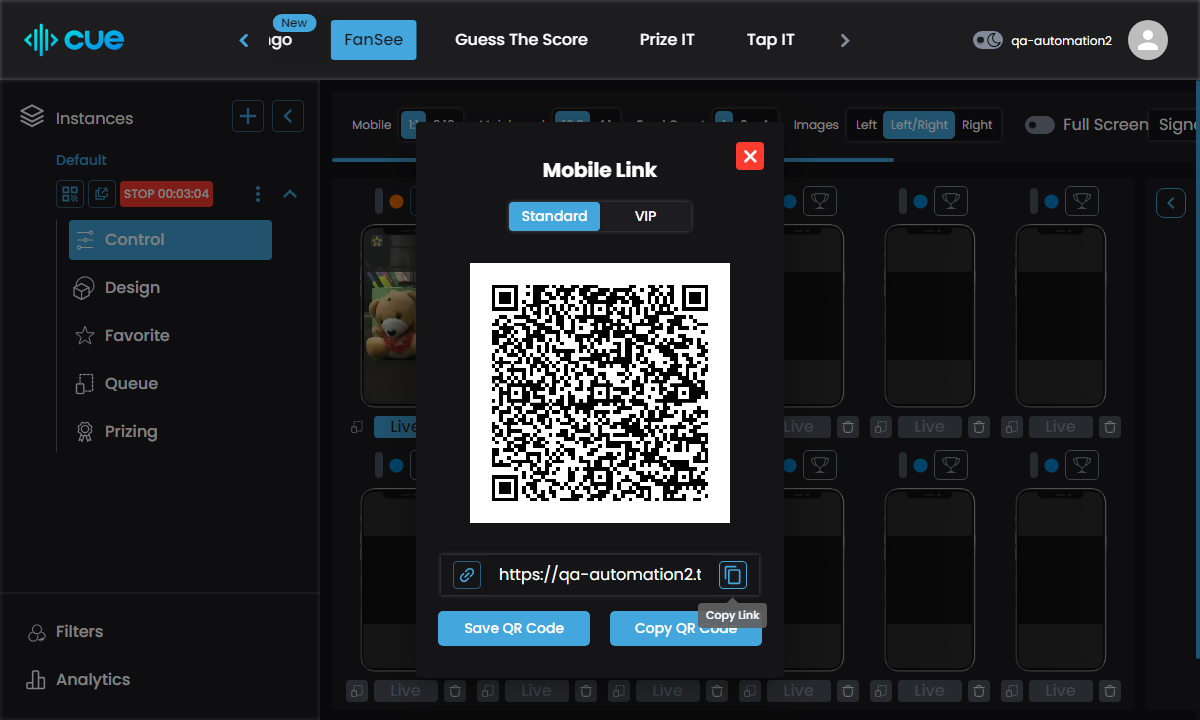 cue
New
FanSee
Guess The Score
Prize IT
Tap IT
qa-automation2
Instances
Default
STOP 00:03:04
Control
Design
Favorite
Queue
Prizing
Filters
Analytics
Mobile
1:1
Images
Left
Left/Right
Right
Full Screen
Mobile Link
Standard
VIP
https://qa-automation2.t
Copy Link
Save QR Code
Copy QR Code
Live
Live
Live
Live
Live
Live
Live
Live
Live
Live